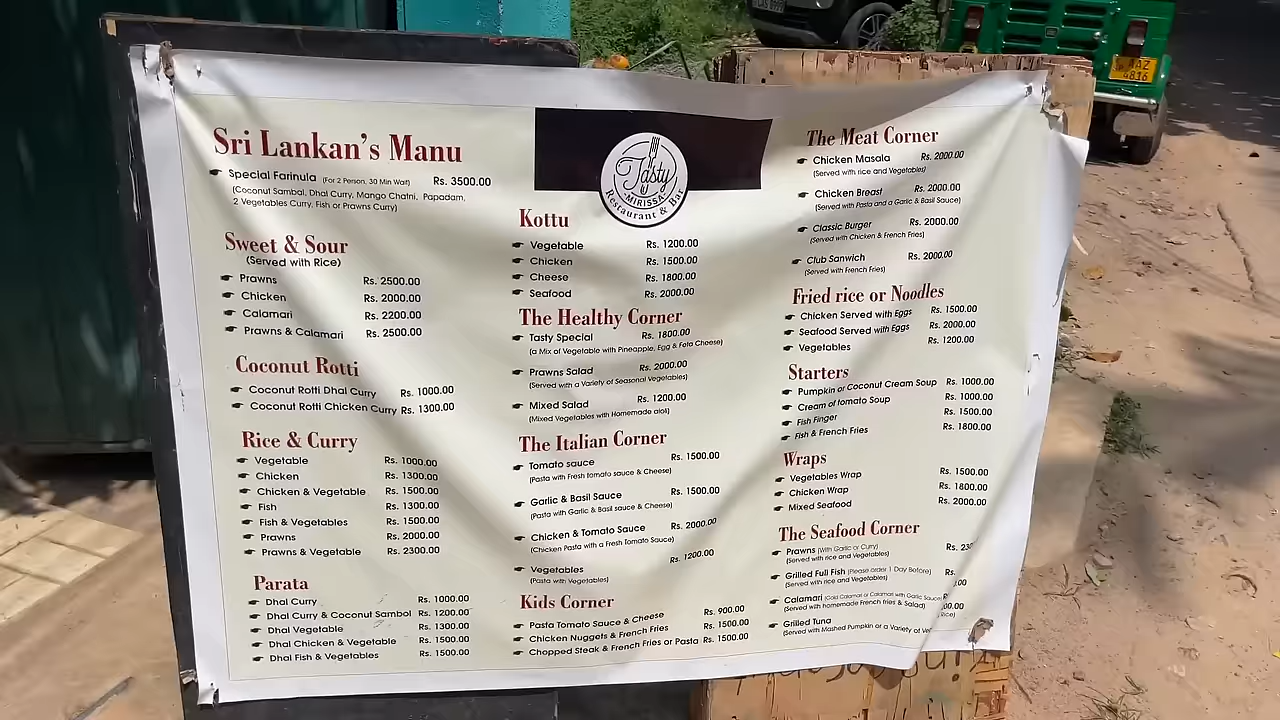 Sri Lankan's Manu
Special Farinula (For 2 Person, 30 Min Wait) Rs. 3500.00
(Coconut Sambal, Dhal Curry, Mango Chatni, Papadam,
2 Vegetables Curry, Fish or Prawns Curry)
Sweet & Sour
(Served with Rice)
Prawns Rs. 2500.00
Chicken Rs. 2000.00
Calamari Rs. 2200.00
Prawns & Calamari Rs. 2500.00
Coconut Rotti
Coconut Rotti Dhal Curry Rs. 1000.00
Coconut Rotti Chicken Curry Rs. 1300.00
Rice & Curry
Vegetable Rs. 1000.00
Chicken Rs. 1300.00
Chicken & Vegetable Rs. 1500.00
Fish Rs. 1300.00
Fish & Vegetables Rs. 1500.00
Prawns Rs. 2000.00
Prawns & Vegetable Rs. 2300.00
Parata
Dhal Curry Rs. 1000.00
Dhal Curry & Coconut Sambol Rs. 1200.00
Dhal Vegetable Rs. 1300.00
Dhal Chicken & Vegetable Rs. 1500.00
Dhal Fish & Vegetables Rs. 1500.00
Tasty
MIRISSA
Restaurant & Bar
Kottu
Vegetable Rs. 1200.00
Chicken Rs. 1500.00
Cheese Rs. 1800.00
Seafood Rs. 2000.00
The Healthy Corner
Tasty Special Rs. 1800.00
(a Mix of Vegetable with Pineapple, Egg & Feta Cheese)
Prawns Salad Rs. 2000.00
(Served with a Variety of Seasonal Vegetables)
Mixed Salad Rs. 1200.00
(Mixed Vegetables with Homemade aioli)
The Italian Corner
Tomato sauce Rs. 1500.00
(Pasta with Fresh tomato sauce & Cheese)
Garlic & Basil Sauce Rs. 1500.00
(Pasta with Garlic & Basil sauce & Cheese)
Chicken & Tomato Sauce Rs. 2000.00
(Chicken Pasta with a Fresh Tomato Sauce)
Vegetables Rs. 1200.00
(Pasta with Vegetables)
Kids Corner
Pasta Tomato Sauce & Cheese Rs. 900.00
Chicken Nuggets & French Fries Rs. 1500.00
Chopped Steak & French Fries or Pasta Rs. 1500.00
The Meat Corner
Chicken Masala Rs. 2000.00
(Served with rice and Vegetables)
Chicken Breast Rs. 2000.00
(Served with Pasta and a Garlic & Basil Sauce)
Classic Burger Rs. 2000.00
(Served with Chicken & French Fries)
Club Sanwich Rs. 2000.00
(Served with French Fries)
Fried rice or Noodles
Chicken Served with Eggs Rs. 1500.00
Seafood Served with Eggs Rs. 2000.00
Vegetables Rs. 1200.00
Starters
Pumpkin or Coconut Cream Soup Rs. 1000.00
Cream of tomato Soup Rs. 1000.00
Fish Finger Rs. 1500.00
Fish & French Fries Rs. 1800.00
Wraps
Vegetables Wrap Rs. 1500.00
Chicken Wrap Rs. 1800.00
Mixed Seafood Rs. 2000.00
The Seafood Corner
Prawns (With Garlic or Curry) Rs. 23
(Served with rice and Vegetables)
Grilled Full Fish (Please order 1 Day Before) Rs.
(Served with rice and Vegetables) .00
Calamari (Gold Calamari or Calamari with Garlic Sauce) R
(Served with homemade French fries & Salad) 00.00
Grilled Tuna Rice)
(Served with Mashed Pumpkin or a Variety of Ve
AAZ
4816